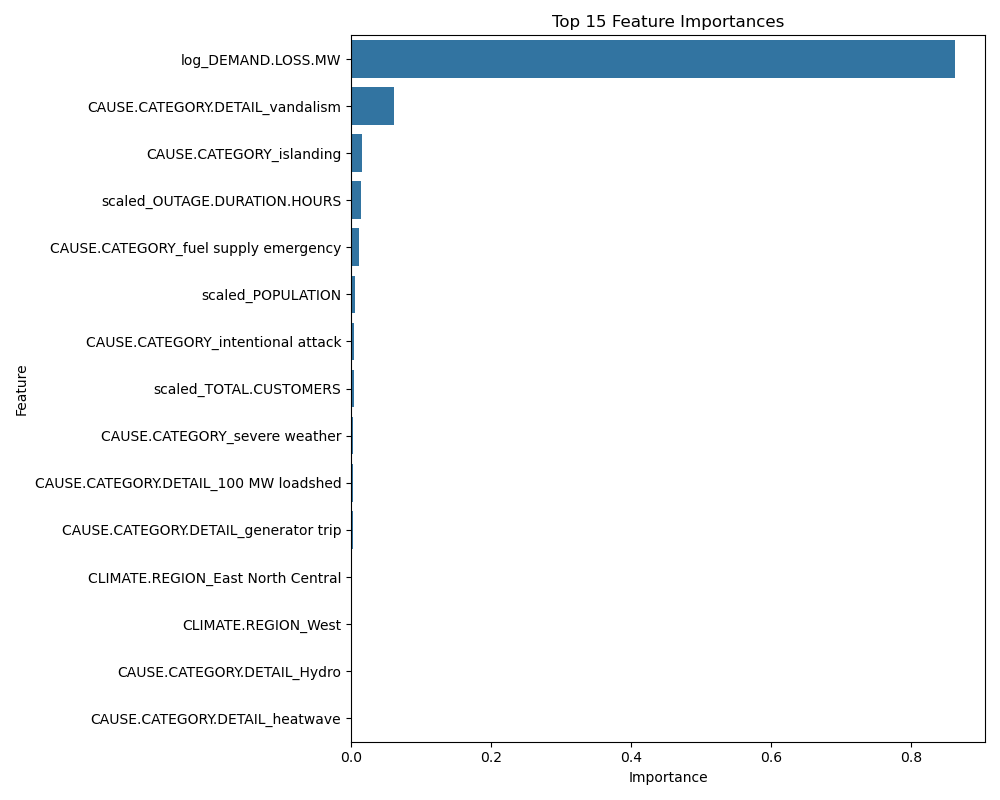 Top 15 Feature Importances
log_DEMAND.LOSS.MW
CAUSE.CATEGORY.DETAIL_vandalism
CAUSE.CATEGORY_islanding
scaled_OUTAGE.DURATION.HOURS
CAUSE.CATEGORY_fuel supply emergency
scaled_POPULATION
CAUSE.CATEGORY_intentional attack
scaled_TOTAL.CUSTOMERS
CAUSE.CATEGORY_severe weather
CAUSE.CATEGORY.DETAIL_100 MW loadshed
CAUSE.CATEGORY.DETAIL_generator trip
CLIMATE.REGION_East North Central
CLIMATE.REGION_West
CAUSE.CATEGORY.DETAIL_Hydro
CAUSE.CATEGORY.DETAIL_heatwave
Feature
0.0 0.2 0.4 0.6 0.8
Importance